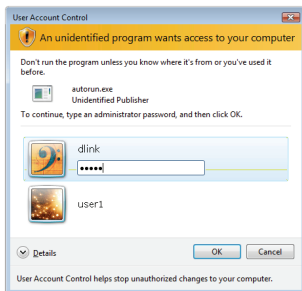 User Account Control
An unidentified program wants access to your computer
Don't run the program unless you know where it's from or you've used it
before.
autorun.exe
Unidentified Publisher
To continue, type an administrator password, and then click OK.
dlink
•••••
user1
Details
OK Cancel
User Account Control helps stop unauthorized changes to your computer.